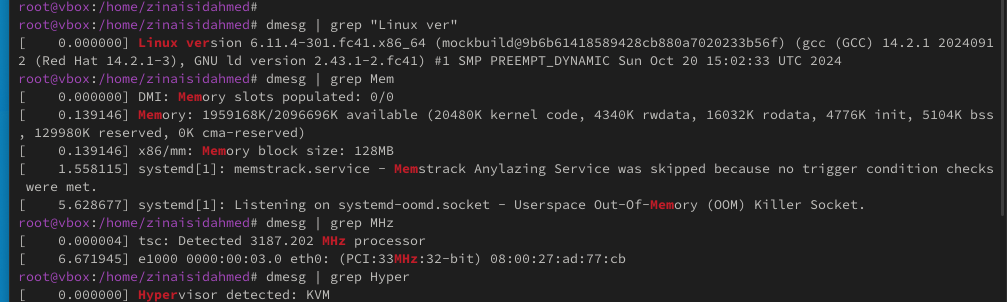 root@vbox:/home/zinaisidahmed#
root@vbox:/home/zinaisidahmed# dmesg | grep "Linux ver"
[    0.000000] Linux version 6.11.4-301.fc41.x86_64 (mockbuild@9b6b61418589428cb880a7020233b56f) (gcc (GCC) 14.2.1 2024091
2 (Red Hat 14.2.1-3), GNU ld version 2.43.1-2.fc41) #1 SMP PREEMPT_DYNAMIC Sun Oct 20 15:02:33 UTC 2024
root@vbox:/home/zinaisidahmed# dmesg | grep Mem
[    0.000000] DMI: Memory slots populated: 0/0
[    0.139146] Memory: 1959168K/2096696K available (20480K kernel code, 4340K rwdata, 16032K rodata, 4776K init, 5104K bss
, 129980K reserved, 0K cma-reserved)
[    0.139146] x86/mm: Memory block size: 128MB
[    1.558115] systemd[1]: memstrack.service - Memstrack Anylazing Service was skipped because no trigger condition checks
 were met.
[    5.628677] systemd[1]: Listening on systemd-oomd.socket - Userspace Out-Of-Memory (OOM) Killer Socket.
root@vbox:/home/zinaisidahmed# dmesg | grep MHz
[    0.000004] tsc: Detected 3187.202 MHz processor
[    6.671945] e1000 0000:00:03.0 eth0: (PCI:33MHz:32-bit) 08:00:27:ad:77:cb
root@vbox:/home/zinaisidahmed# dmesg | grep Hyper
[    0.000000] Hypervisor detected: KVM